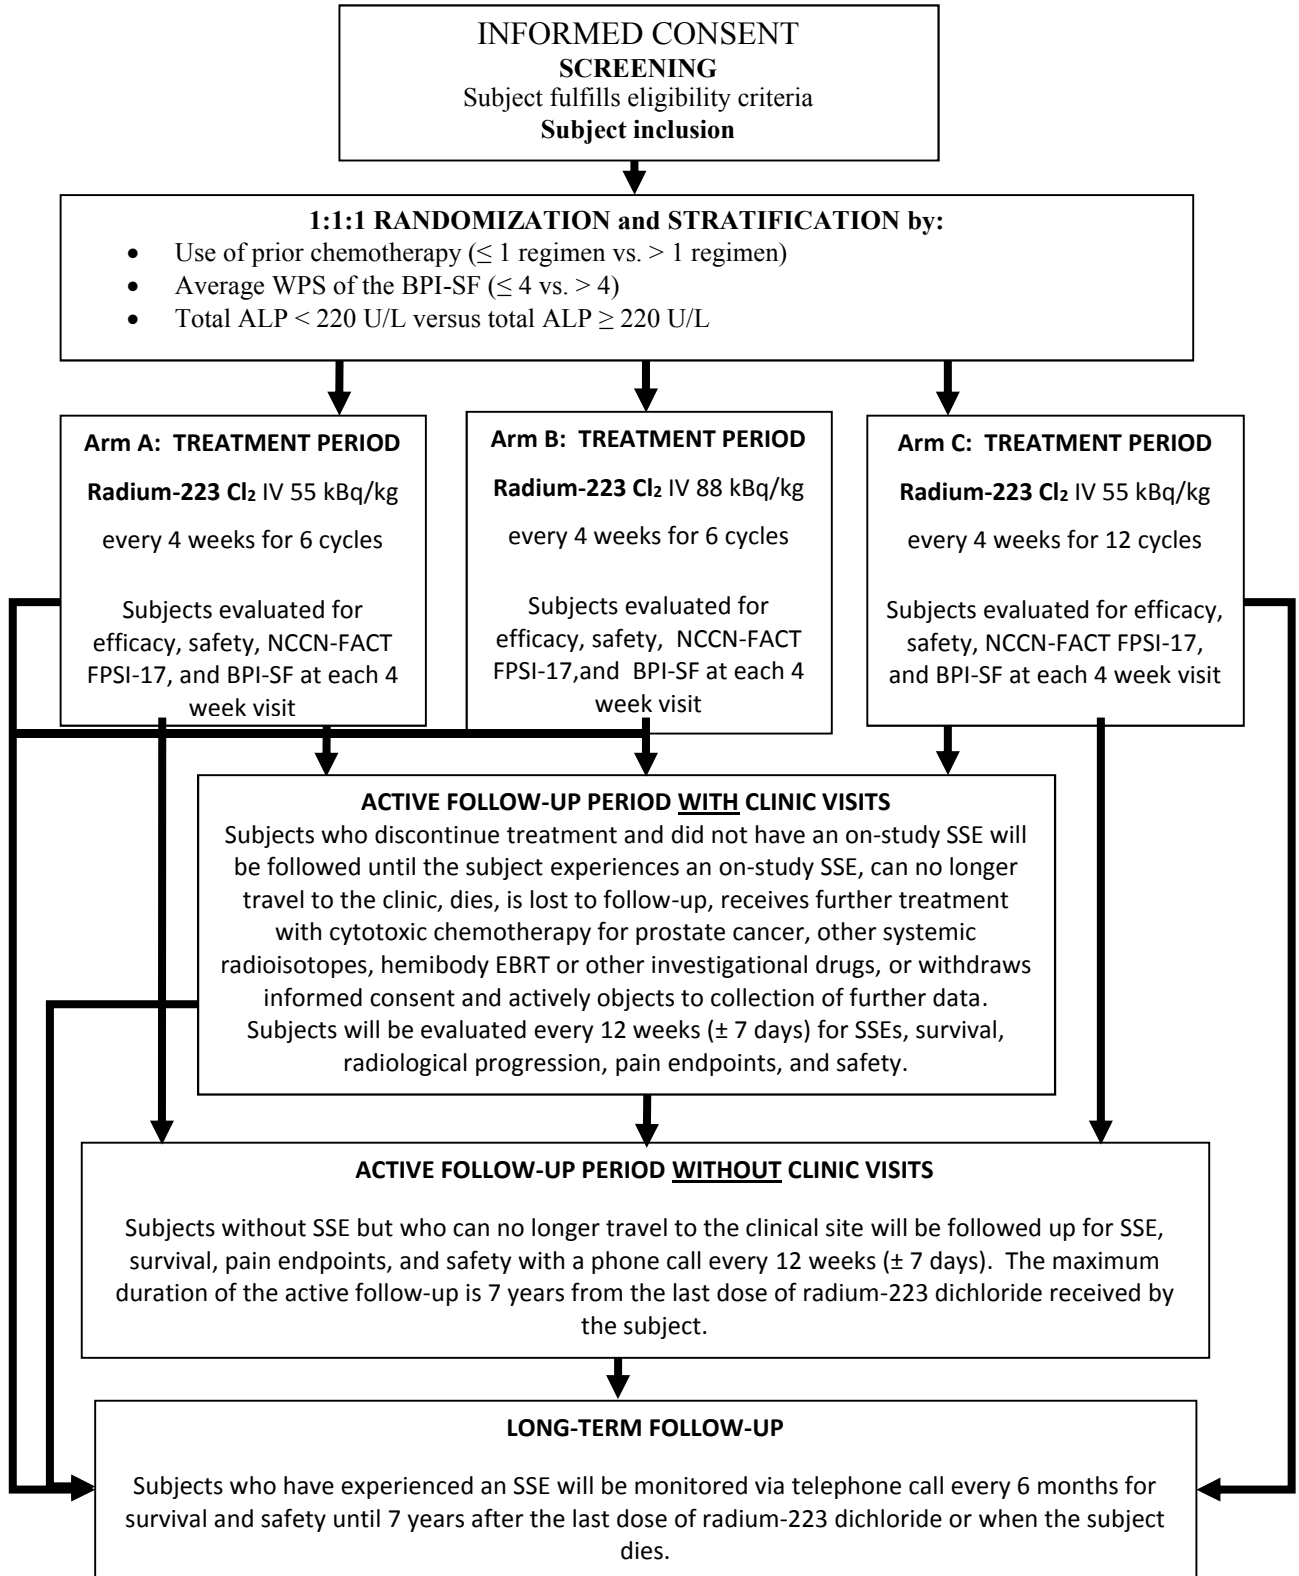 INFORMED CONSENT
SCREENING
Subject fulfills eligibility criteria
Subject inclusion
1:1:1 RANDOMIZATION and STRATIFICATION by:
• Use of prior chemotherapy (≤ 1 regimen vs. > 1 regimen)
• Average WPS of the BPI-SF (≤ 4 vs. > 4)
• Total ALP < 220 U/L versus total ALP ≥ 220 U/L
Arm A: TREATMENT PERIOD
Radium-223 Cl₂ IV 55 kBq/kg
every 4 weeks for 6 cycles
Subjects evaluated for
efficacy, safety, NCCN-FACT
FPSI-17, and BPI-SF at each 4
week visit
Arm B: TREATMENT PERIOD
Radium-223 Cl₂ IV 88 kBq/kg
every 4 weeks for 6 cycles
Subjects evaluated for
efficacy, safety, NCCN-FACT
FPSI-17,and BPI-SF at each 4
week visit
Arm C: TREATMENT PERIOD
Radium-223 Cl₂ IV 55 kBq/kg
every 4 weeks for 12 cycles
Subjects evaluated for efficacy,
safety, NCCN-FACT FPSI-17,
and BPI-SF at each 4 week visit
ACTIVE FOLLOW-UP PERIOD WITH CLINIC VISITS
Subjects who discontinue treatment and did not have an on-study SSE will
be followed until the subject experiences an on-study SSE, can no longer
travel to the clinic, dies, is lost to follow-up, receives further treatment
with cytotoxic chemotherapy for prostate cancer, other systemic
radioisotopes, hemibody EBRT or other investigational drugs, or withdraws
informed consent and actively objects to collection of further data.
Subjects will be evaluated every 12 weeks (± 7 days) for SSEs, survival,
radiological progression, pain endpoints, and safety.
ACTIVE FOLLOW-UP PERIOD WITHOUT CLINIC VISITS
Subjects without SSE but who can no longer travel to the clinical site will be followed up for SSE,
survival, pain endpoints, and safety with a phone call every 12 weeks (± 7 days). The maximum
duration of the active follow-up is 7 years from the last dose of radium-223 dichloride received by
the subject.
LONG-TERM FOLLOW-UP
Subjects who have experienced an SSE will be monitored via telephone call every 6 months for
survival and safety until 7 years after the last dose of radium-223 dichloride or when the subject
dies.